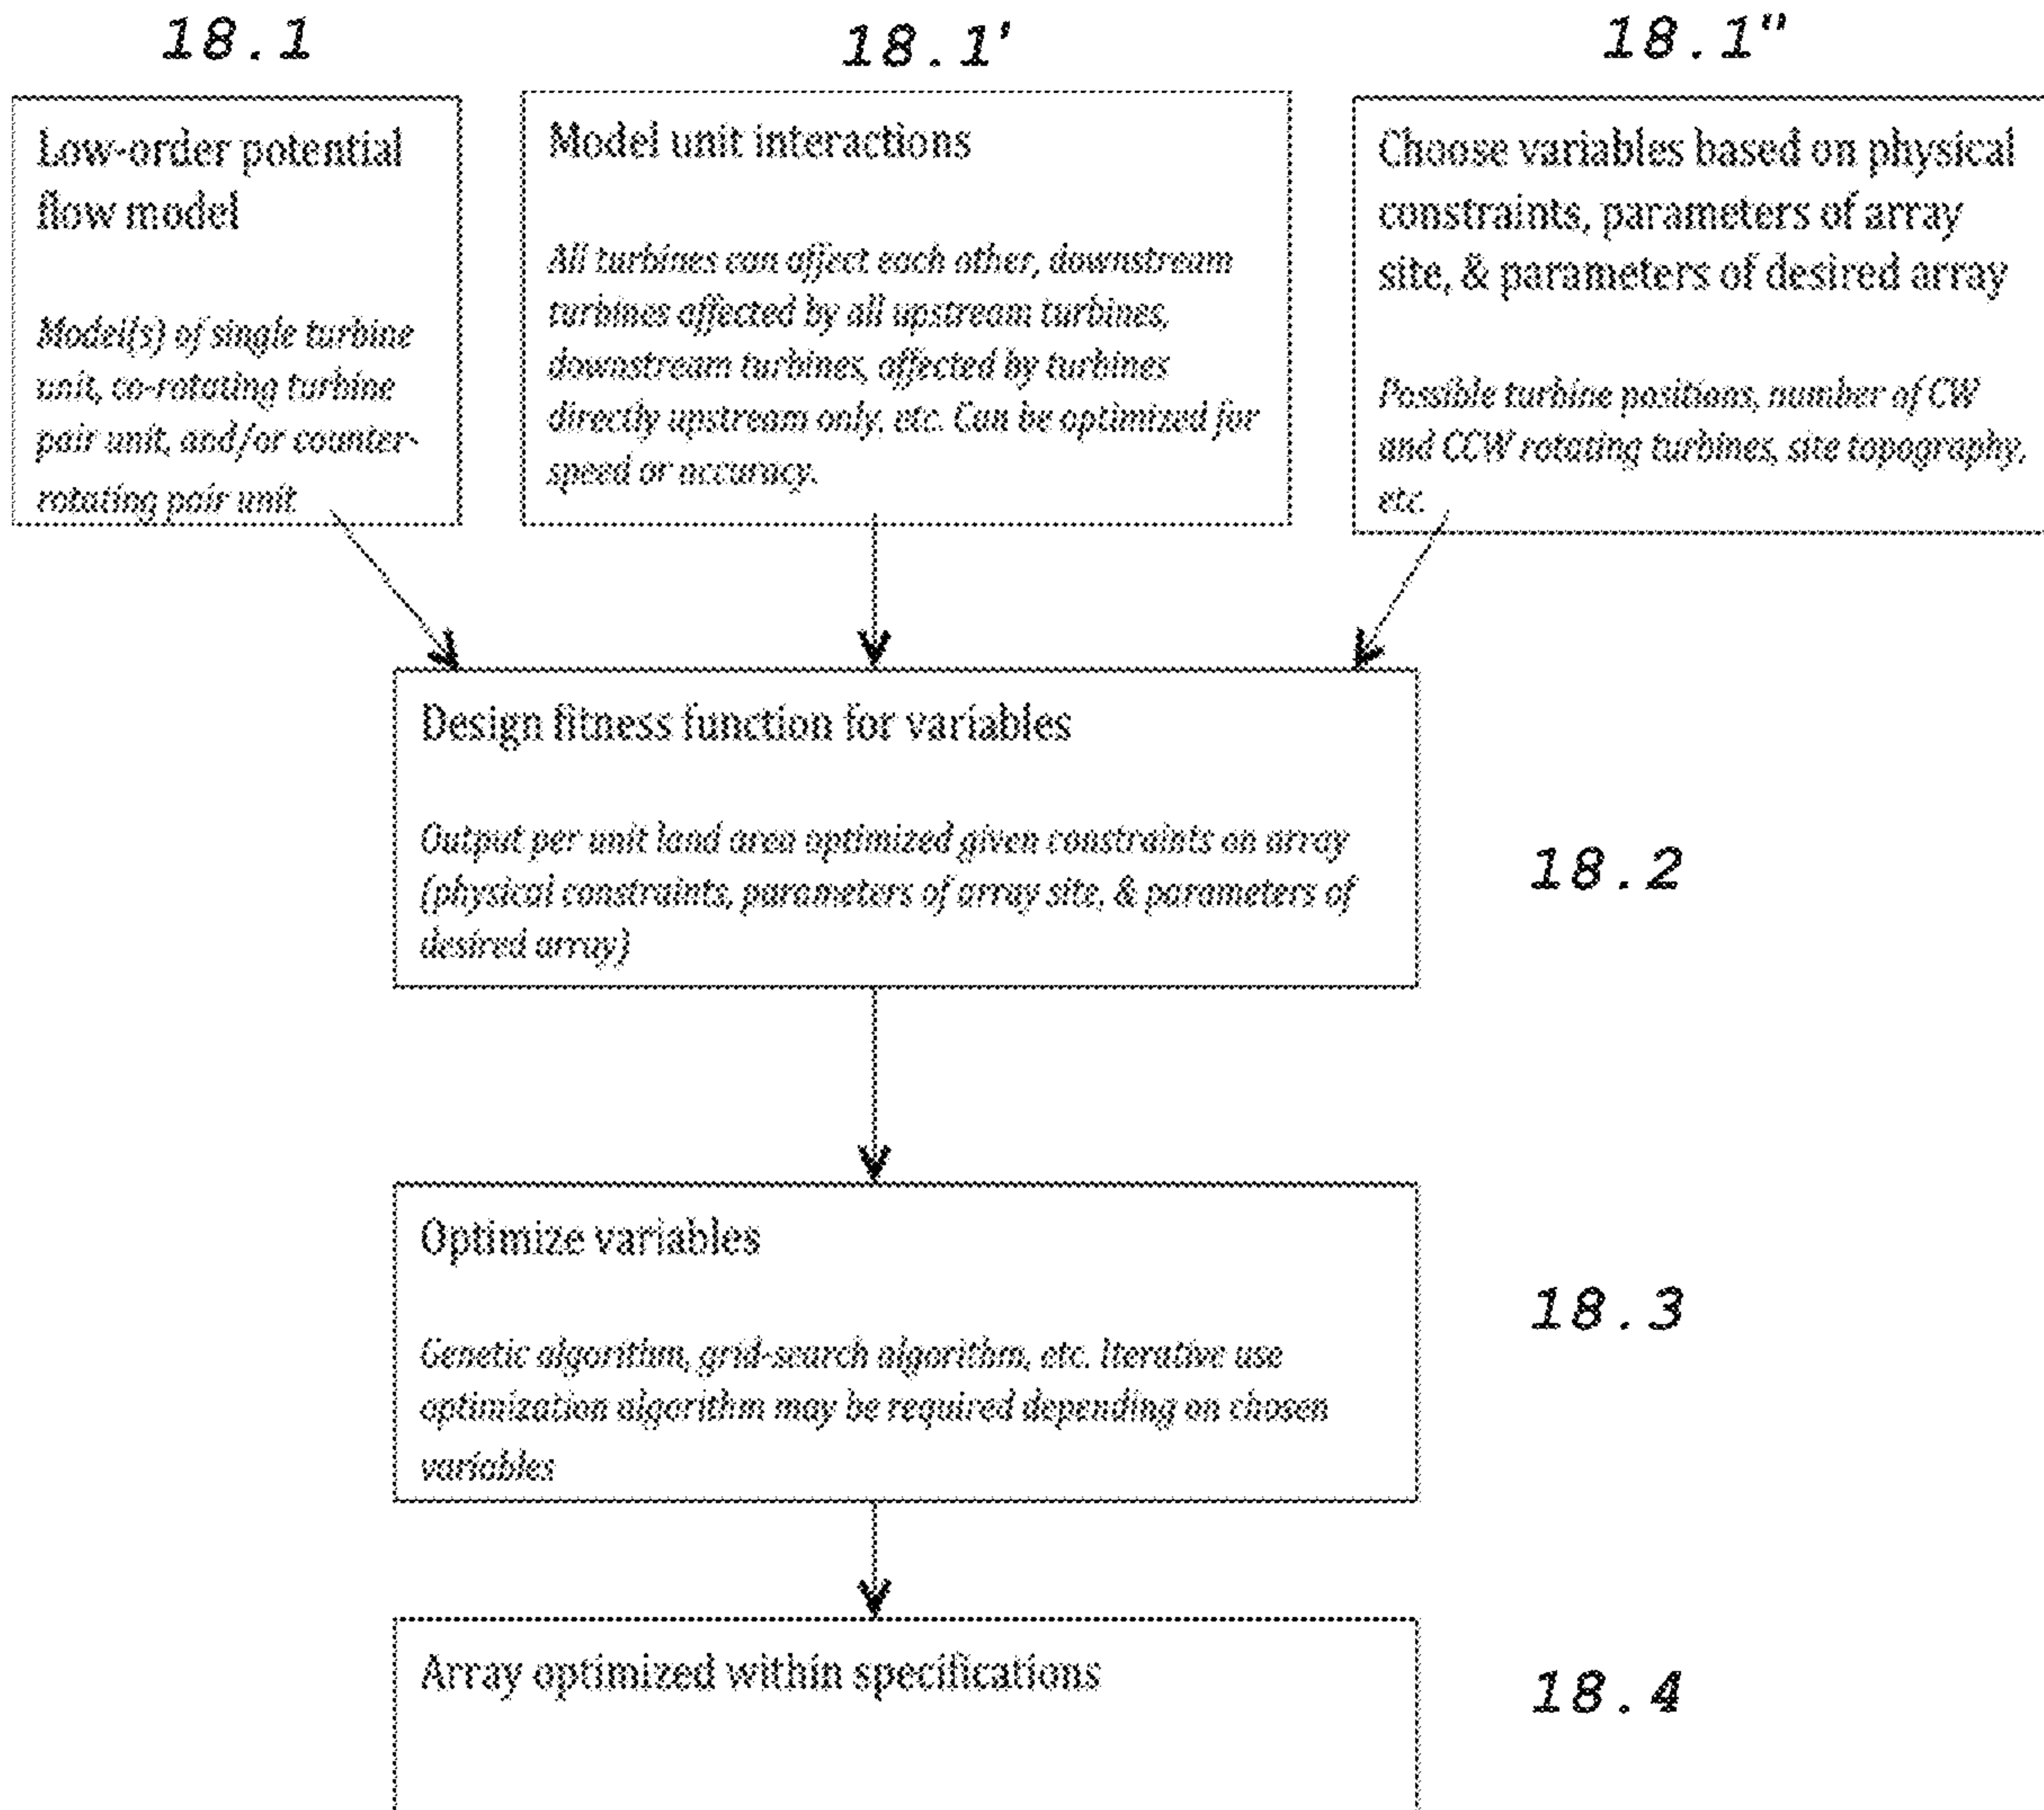 18.1
Low-order potential
flow model
Model(s) of single turbine
unit, co-rotating turbine
pair unit, and/or counter-
rotating pair unit
18.1'
Model unit interactions
All turbines can affect each other, downstream
turbines affected by all upstream turbines,
downstream turbines, affected by turbines
directly upstream only, etc. Can be optimized for
speed or accuracy.
18.1"
Choose variables based on physical
constraints, parameters of array
site, & parameters of desired array
Possible turbine positions, number of CW
and CCW rotating turbines, site topography,
etc.
Design fitness function for variables
Output per unit land area optimized given constraints on array
(physical constraints, parameters of array site, & parameters of
desired array)
18.2
Optimize variables
Genetic algorithm, grid-search algorithm, etc. Iterative use
optimization algorithm may be required depending on chosen
variables
18.3
Array optimized within specifications
18.4